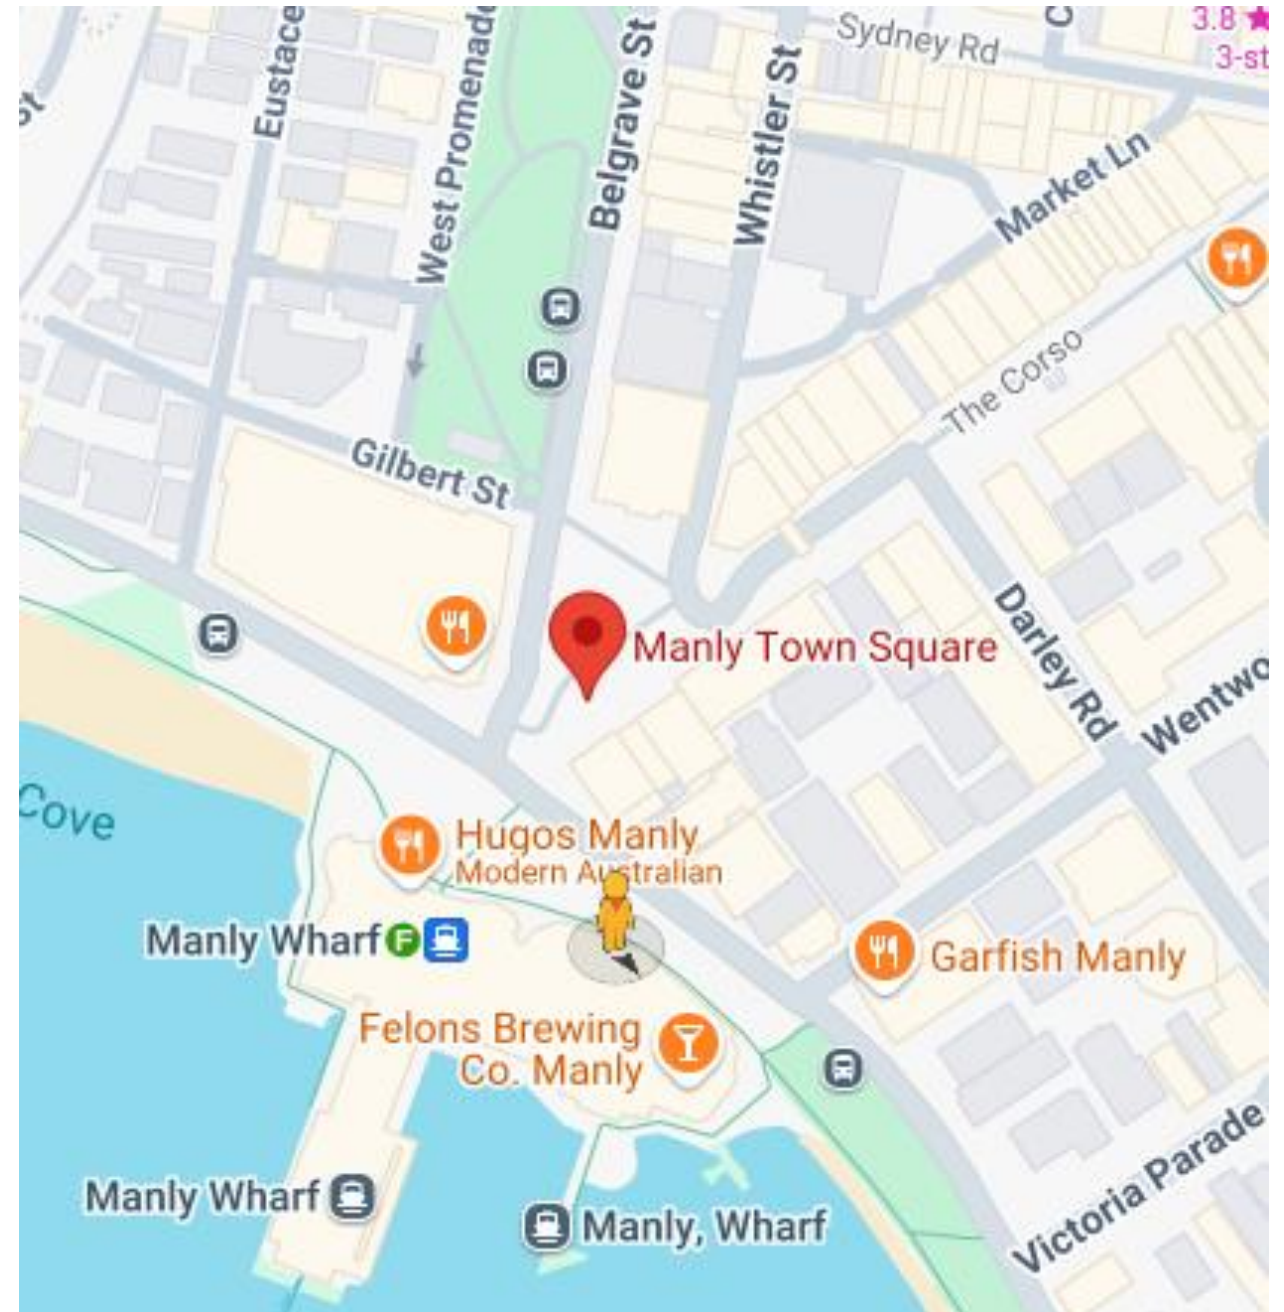 Eustace
West Promenade
Belgrave St
Whistler St
Sydney Rd
C
3.8 ★
3-st
St
Market Ln
The Corso
Gilbert St
Manly Town Square
Darley Rd
Wentwo
Cove
Hugos Manly
Modern Australian
Manly Wharf F
Garfish Manly
Felons Brewing
Co. Manly
Manly Wharf
Manly, Wharf
Victoria Parade